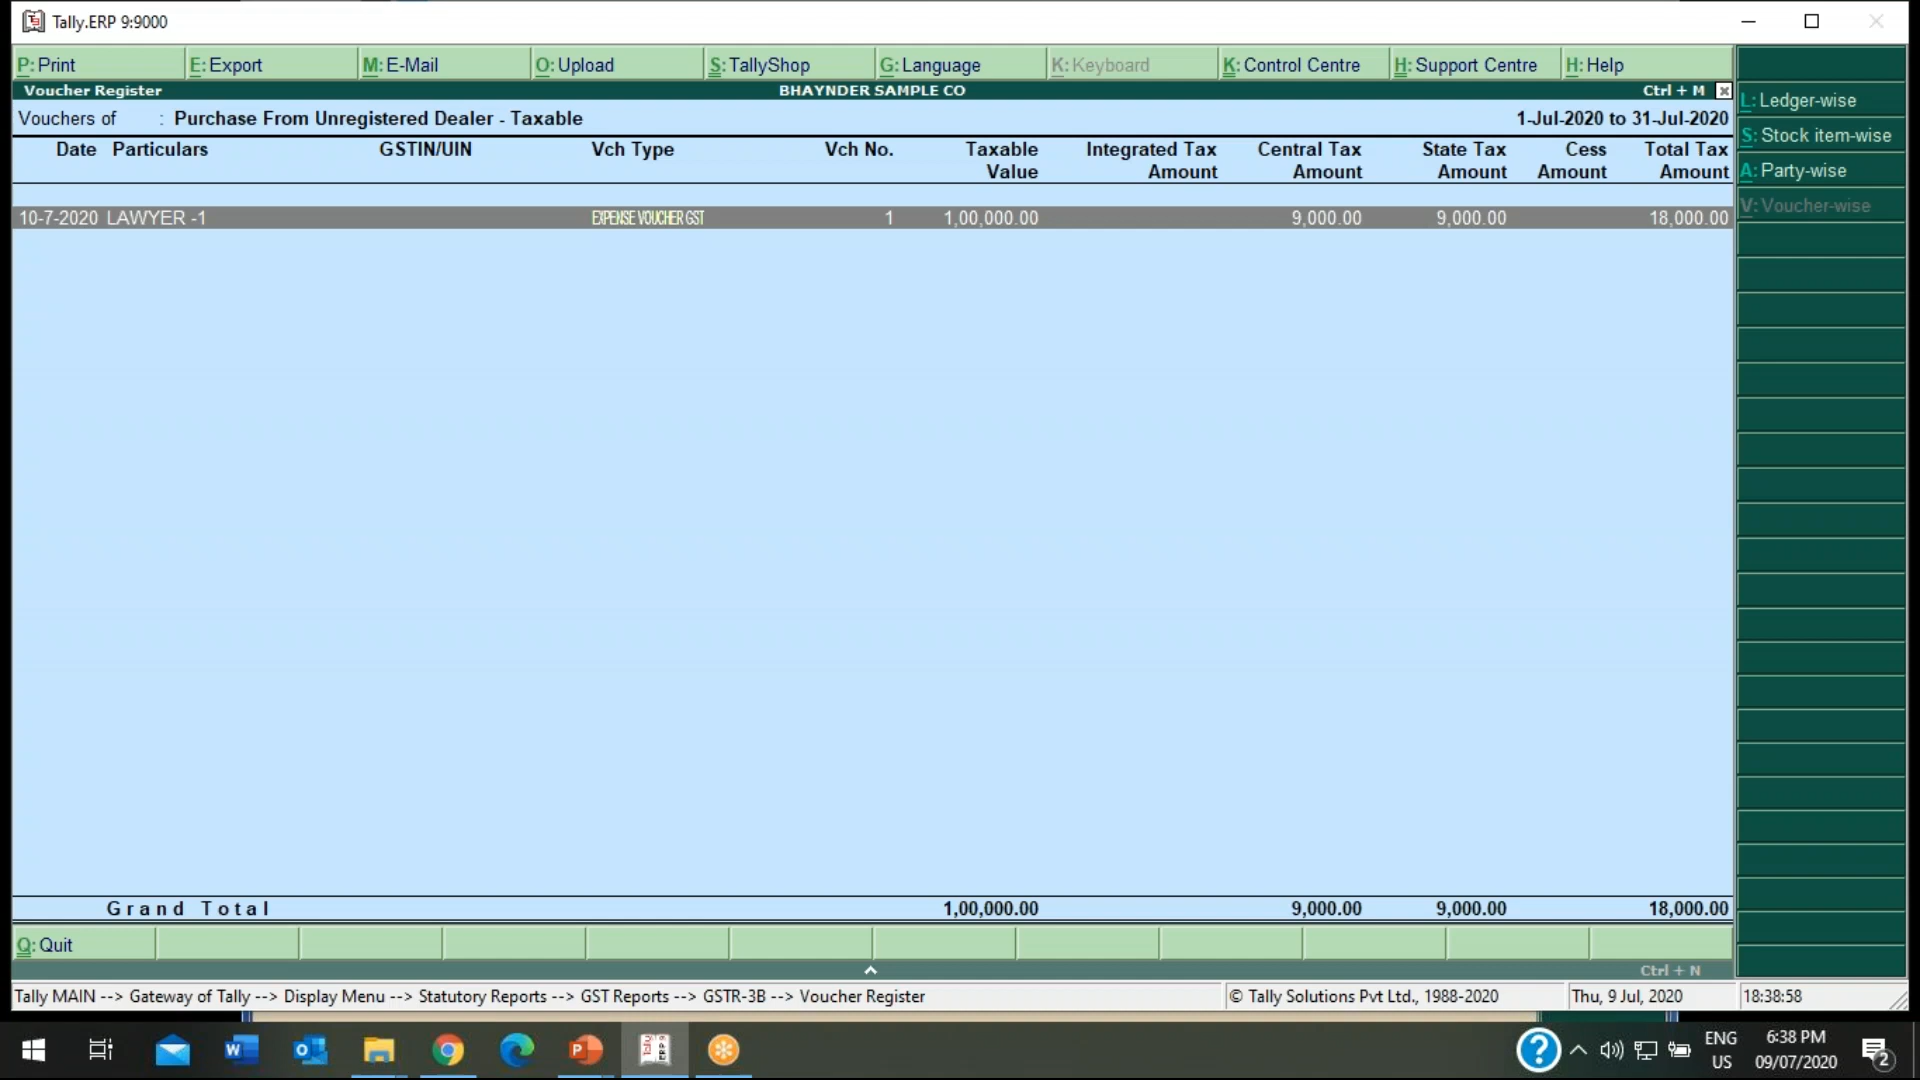 Tally.ERP 9:9000
P: Print E: Export M: E-Mail O: Upload S: TallyShop G: Language K: Keyboard K: Control Centre H: Support Centre H: Help
Voucher Register BHAYNDER SAMPLE CO Ctrl + M
Vouchers of : Purchase From Unregistered Dealer - Taxable 1-Jul-2020 to 31-Jul-2020
Date Particulars GSTIN/UIN Vch Type Vch No. Taxable Integrated Tax Central Tax State Tax Cess Total Tax
Value Amount Amount Amount Amount Amount
10-7-2020 LAWYER -1 EXPENSE VOUCHER GST 1 1,00,000.00 9,000.00 9,000.00 18,000.00
Grand Total 1,00,000.00 9,000.00 9,000.00 18,000.00
L: Ledger-wise
S: Stock item-wise
A: Party-wise
V: Voucher-wise
Q: Quit
Ctrl + N
Tally MAIN --> Gateway of Tally --> Display Menu --> Statutory Reports --> GST Reports --> GSTR-3B --> Voucher Register © Tally Solutions Pvt Ltd., 1988-2020 Thu, 9 Jul, 2020 18:38:58
ENG 6:38 PM
US 09/07/2020 2